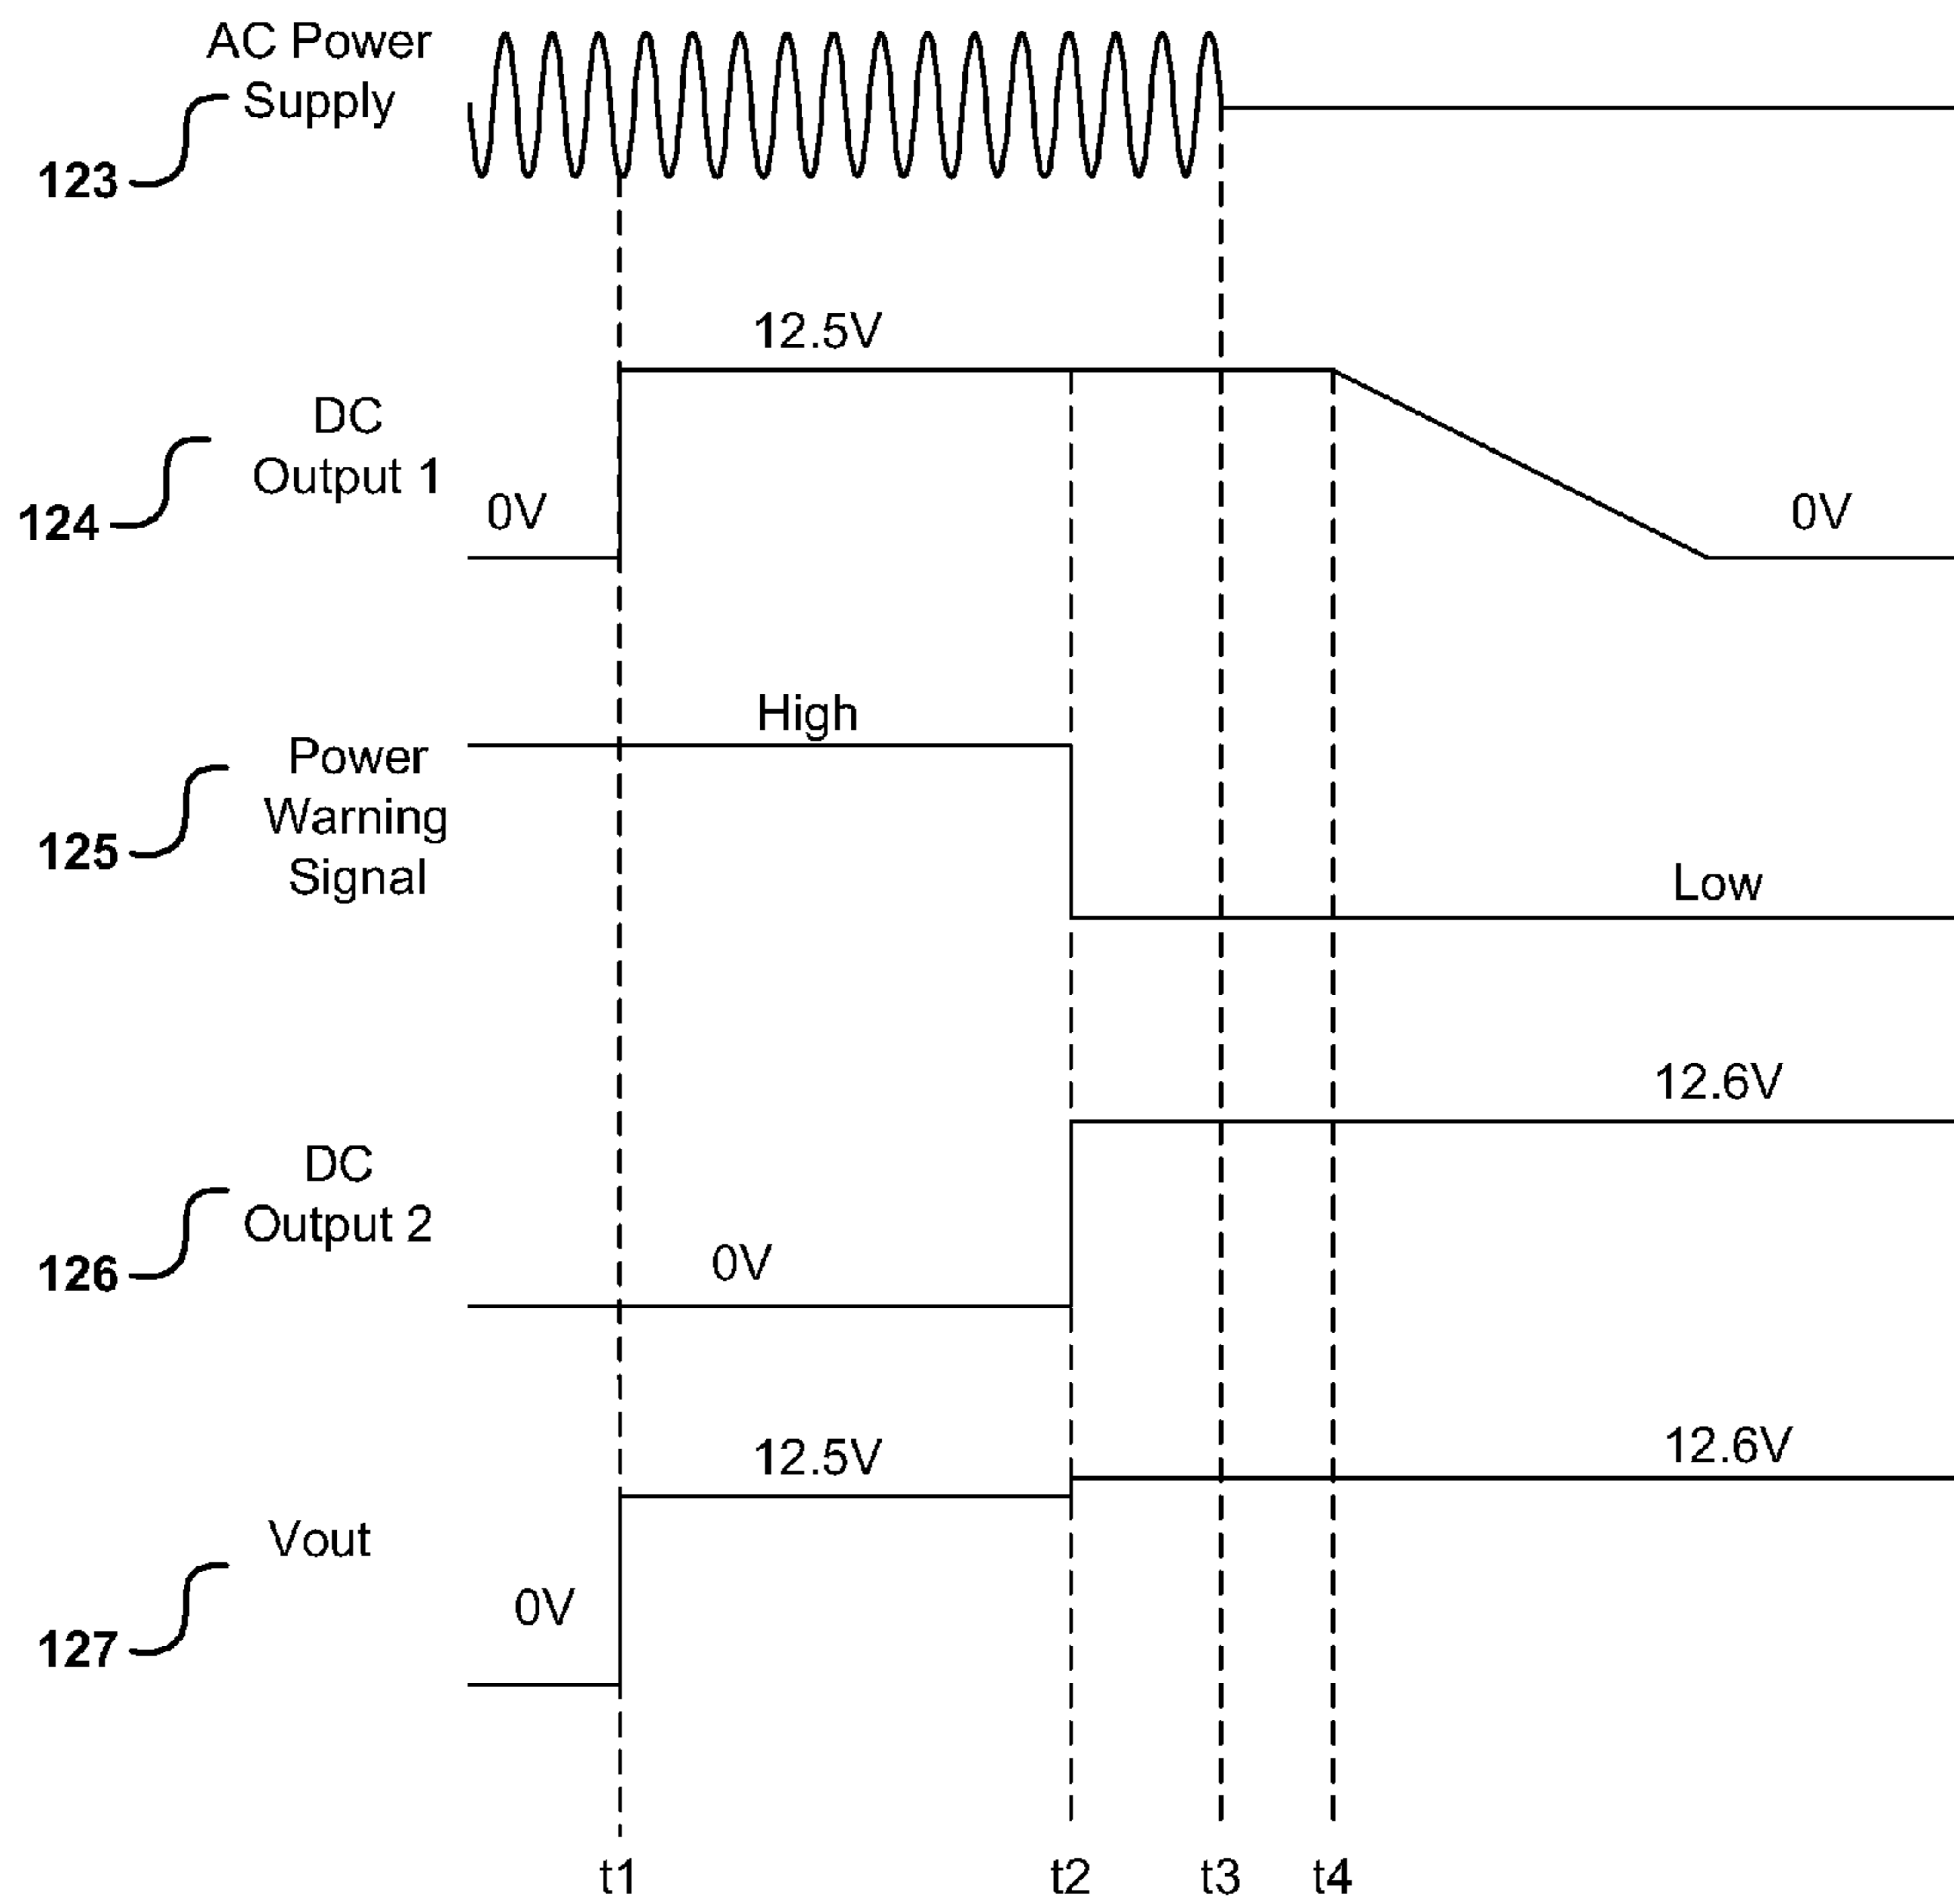 AC Power
Supply
123
12.5V
DC
Output 1
124
0V
0V
High
Power
Warning
Signal
125
Low
12.6V
DC
Output 2
126
0V
12.5V
12.6V
Vout
0V
127
t1
t2
t3
t4